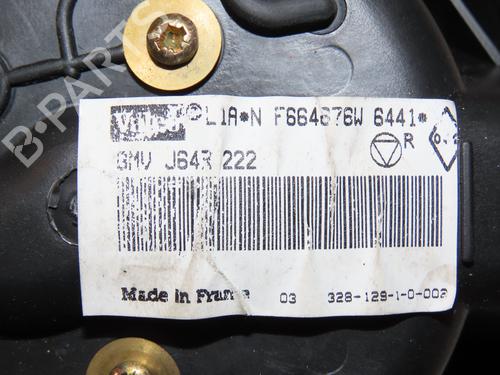 Valeo L1A*N F664676W 6441*
R
GMV J64R 222
Made in France 03 328-129-1-0-002
B-PARTS